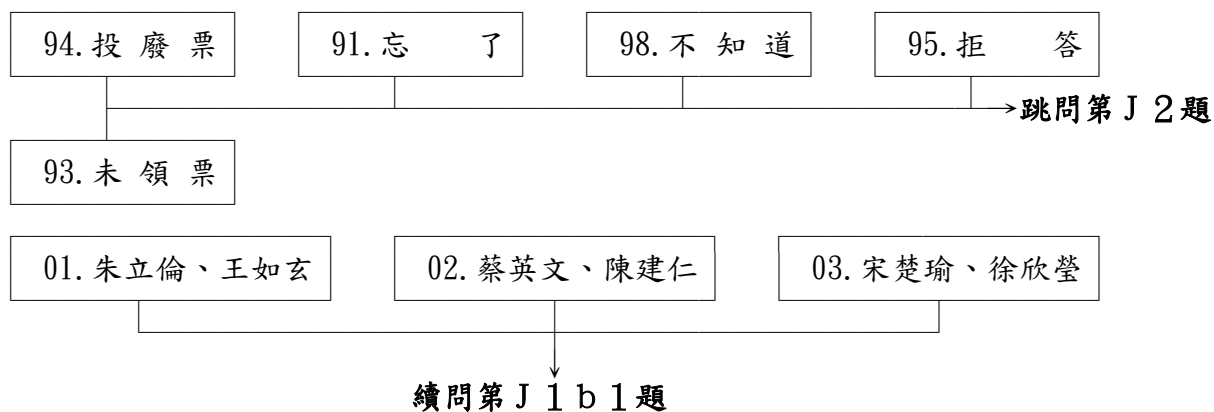 94.投廢票 91.忘 了 98.不知道 95.拒 答
跳問第Ｊ２題
93.未領票
01.朱立倫、王如玄 02.蔡英文、陳建仁 03.宋楚瑜、徐欣瑩
續問第Ｊ１ｂ１題